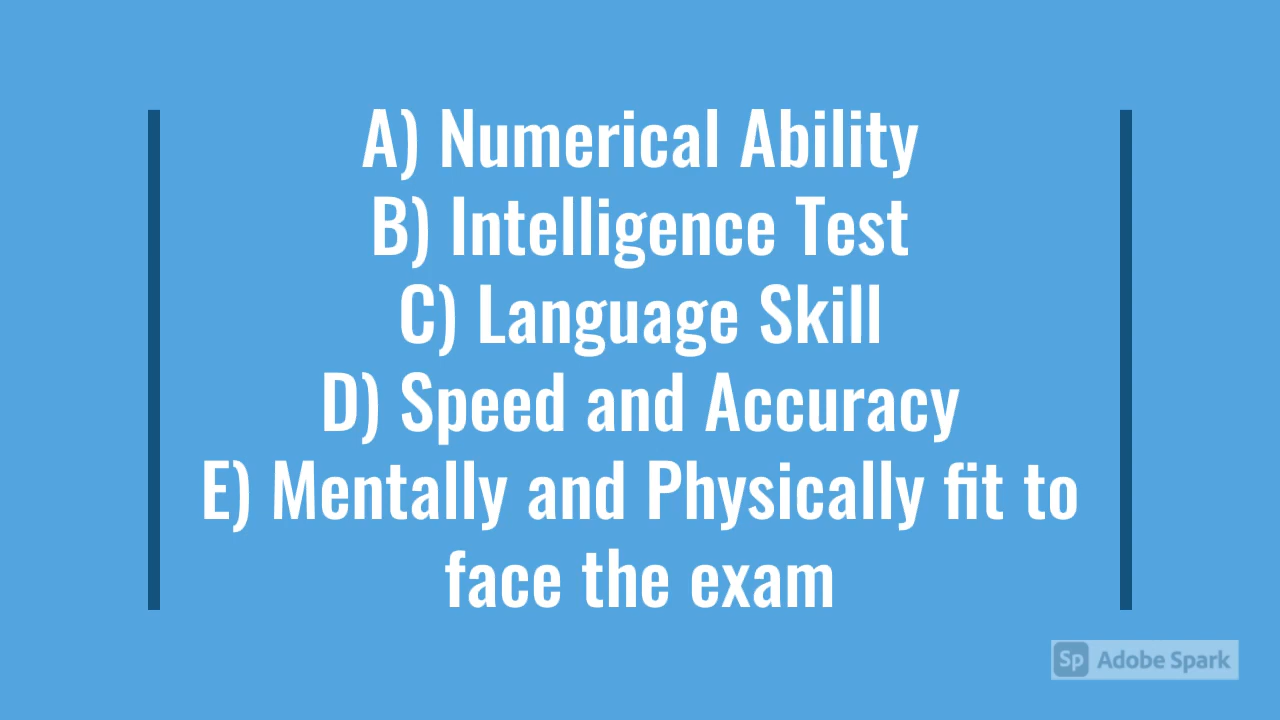 A) Numerical Ability
B) Intelligence Test
C) Language Skill
D) Speed and Accuracy
E) Mentally and Physically fit to
face the exam
Sp Adobe Spark